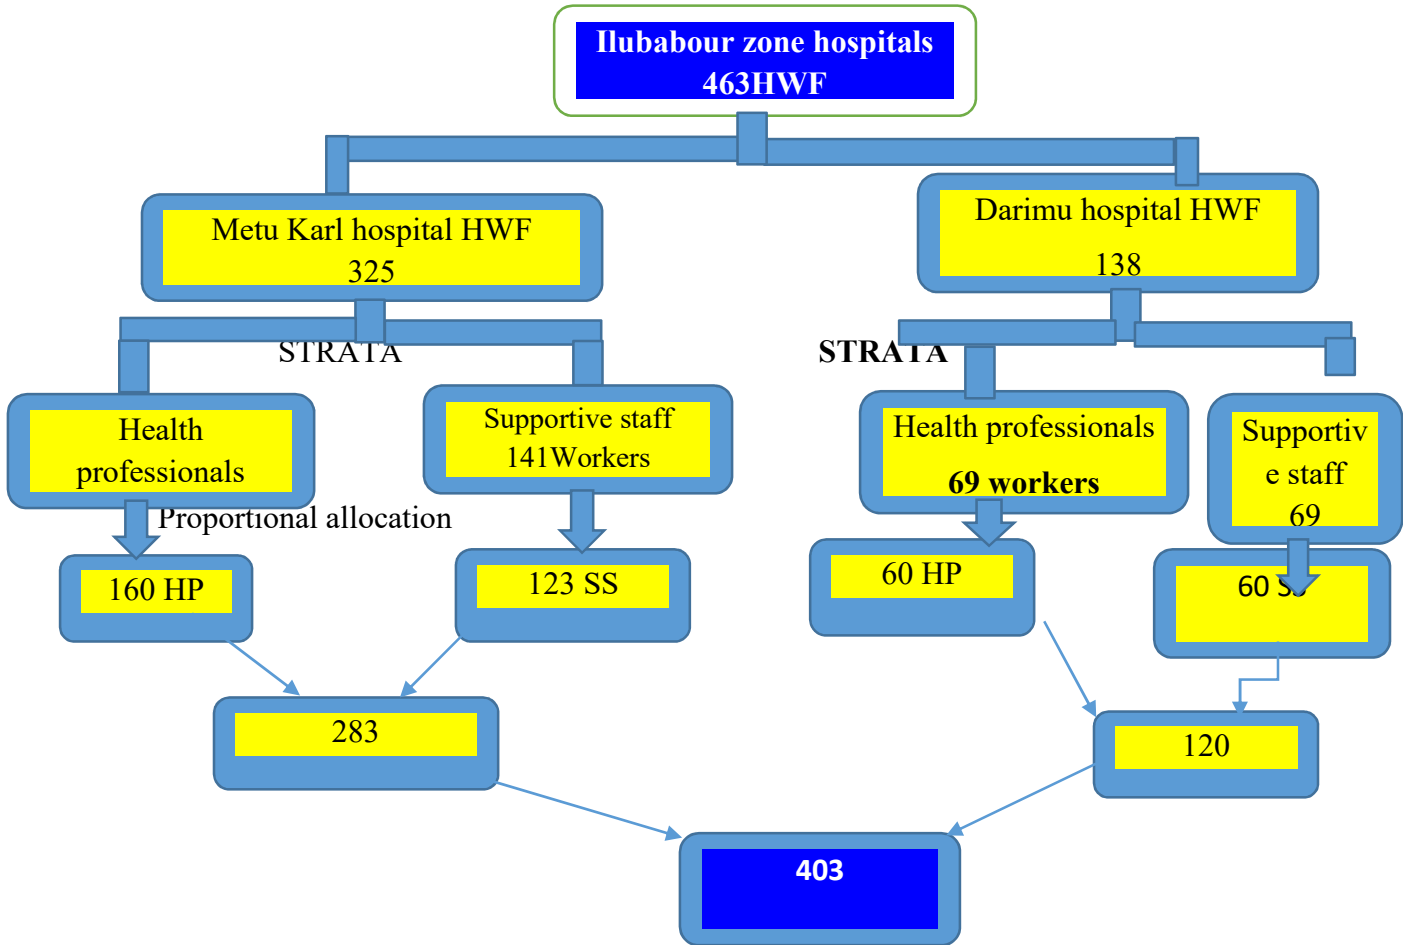 Ilubabour zone hospitals
463HWF
Metu Karl hospital HWF
325
Darimu hospital HWF
138
STRATA
STRATA
Health
professionals
Supportive staff
141Workers
Health professionals
69 workers
Supportiv
e staff
69
Proportional allocation
160 HP
123 SS
60 HP
60 SS
283
120
403